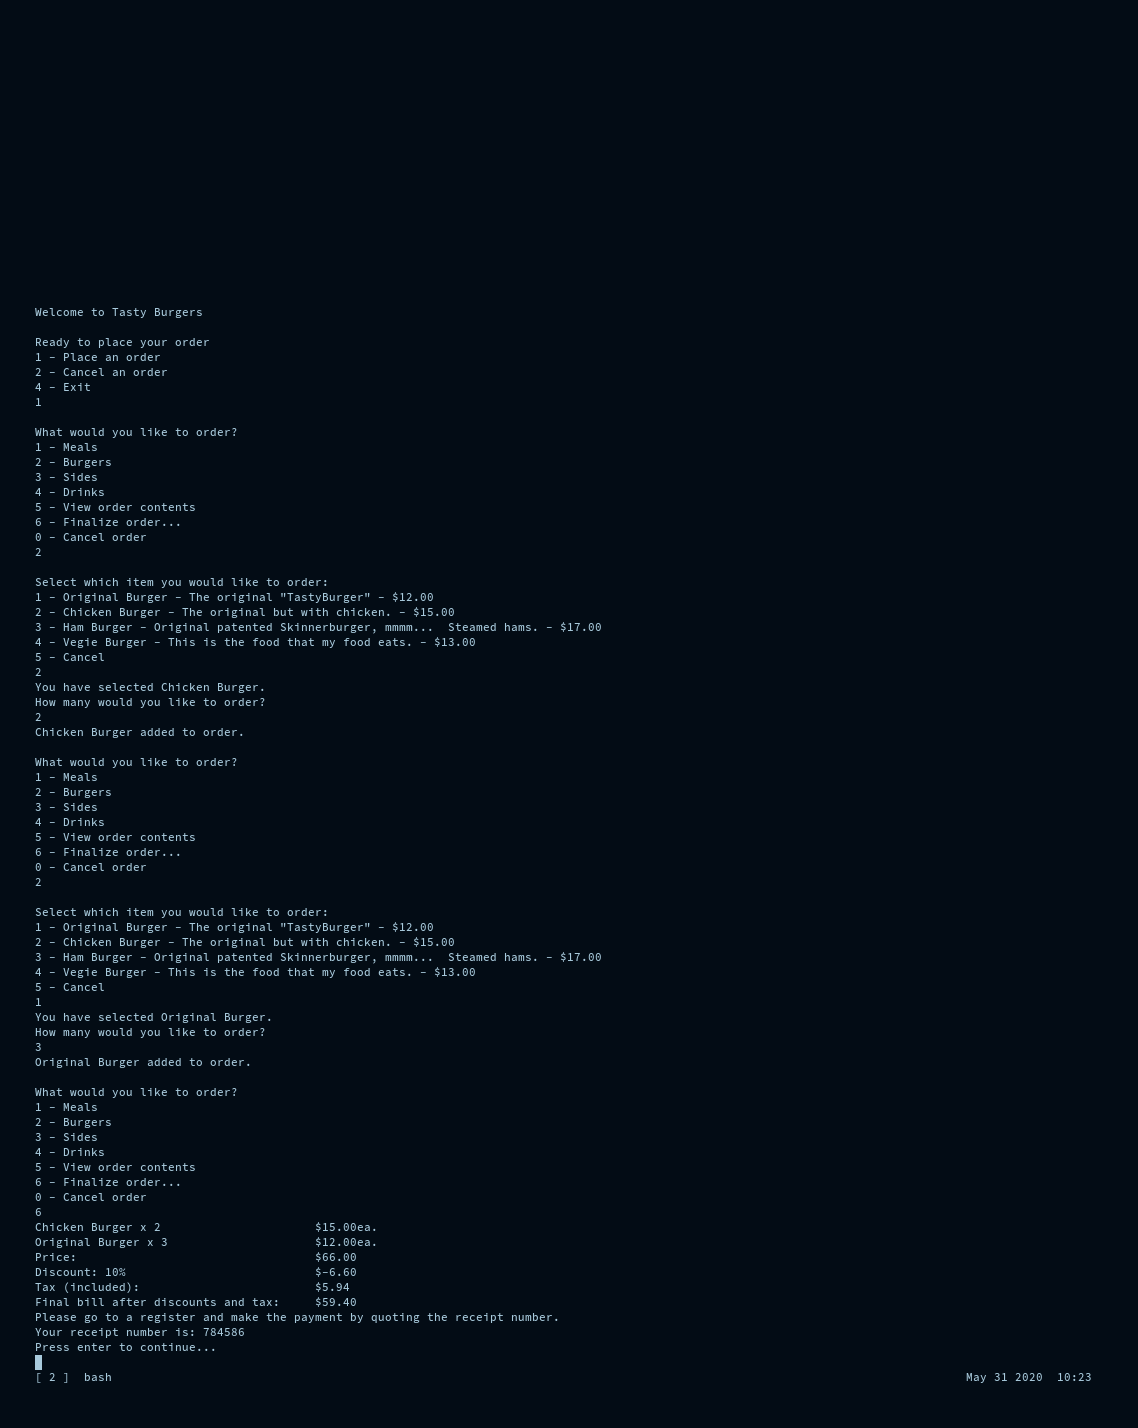 Welcome to Tasty Burgers
Ready to place your order
1 - Place an order
2 - Cancel an order
4 - Exit
1
What would you like to order?
1 - Meals
2 - Burgers
3 - Sides
4 - Drinks
5 - View order contents
6 - Finalize order...
0 - Cancel order
2
Select which item you would like to order:
1 - Original Burger - The original "TastyBurger" - $12.00
2 - Chicken Burger - The original but with chicken. - $15.00
3 - Ham Burger - Original patented Skinnerburger, mmmm...  Steamed hams. - $17.00
4 - Vegie Burger - This is the food that my food eats. - $13.00
5 - Cancel
2
You have selected Chicken Burger.
How many would you like to order?
2
Chicken Burger added to order.
What would you like to order?
1 - Meals
2 - Burgers
3 - Sides
4 - Drinks
5 - View order contents
6 - Finalize order...
0 - Cancel order
2
Select which item you would like to order:
1 - Original Burger - The original "TastyBurger" - $12.00
2 - Chicken Burger - The original but with chicken. - $15.00
3 - Ham Burger - Original patented Skinnerburger, mmmm...  Steamed hams. - $17.00
4 - Vegie Burger - This is the food that my food eats. - $13.00
5 - Cancel
1
You have selected Original Burger.
How many would you like to order?
3
Original Burger added to order.
What would you like to order?
1 - Meals
2 - Burgers
3 - Sides
4 - Drinks
5 - View order contents
6 - Finalize order...
0 - Cancel order
6
Chicken Burger x 2 $15.00ea.
Original Burger x 3 $12.00ea.
Price: $66.00
Discount: 10% $-6.60
Tax (included): $5.94
Final bill after discounts and tax: $59.40
Please go to a register and make the payment by quoting the receipt number.
Your receipt number is: 784586
Press enter to continue...
[ 2 ]  bash May 31 2020  10:23